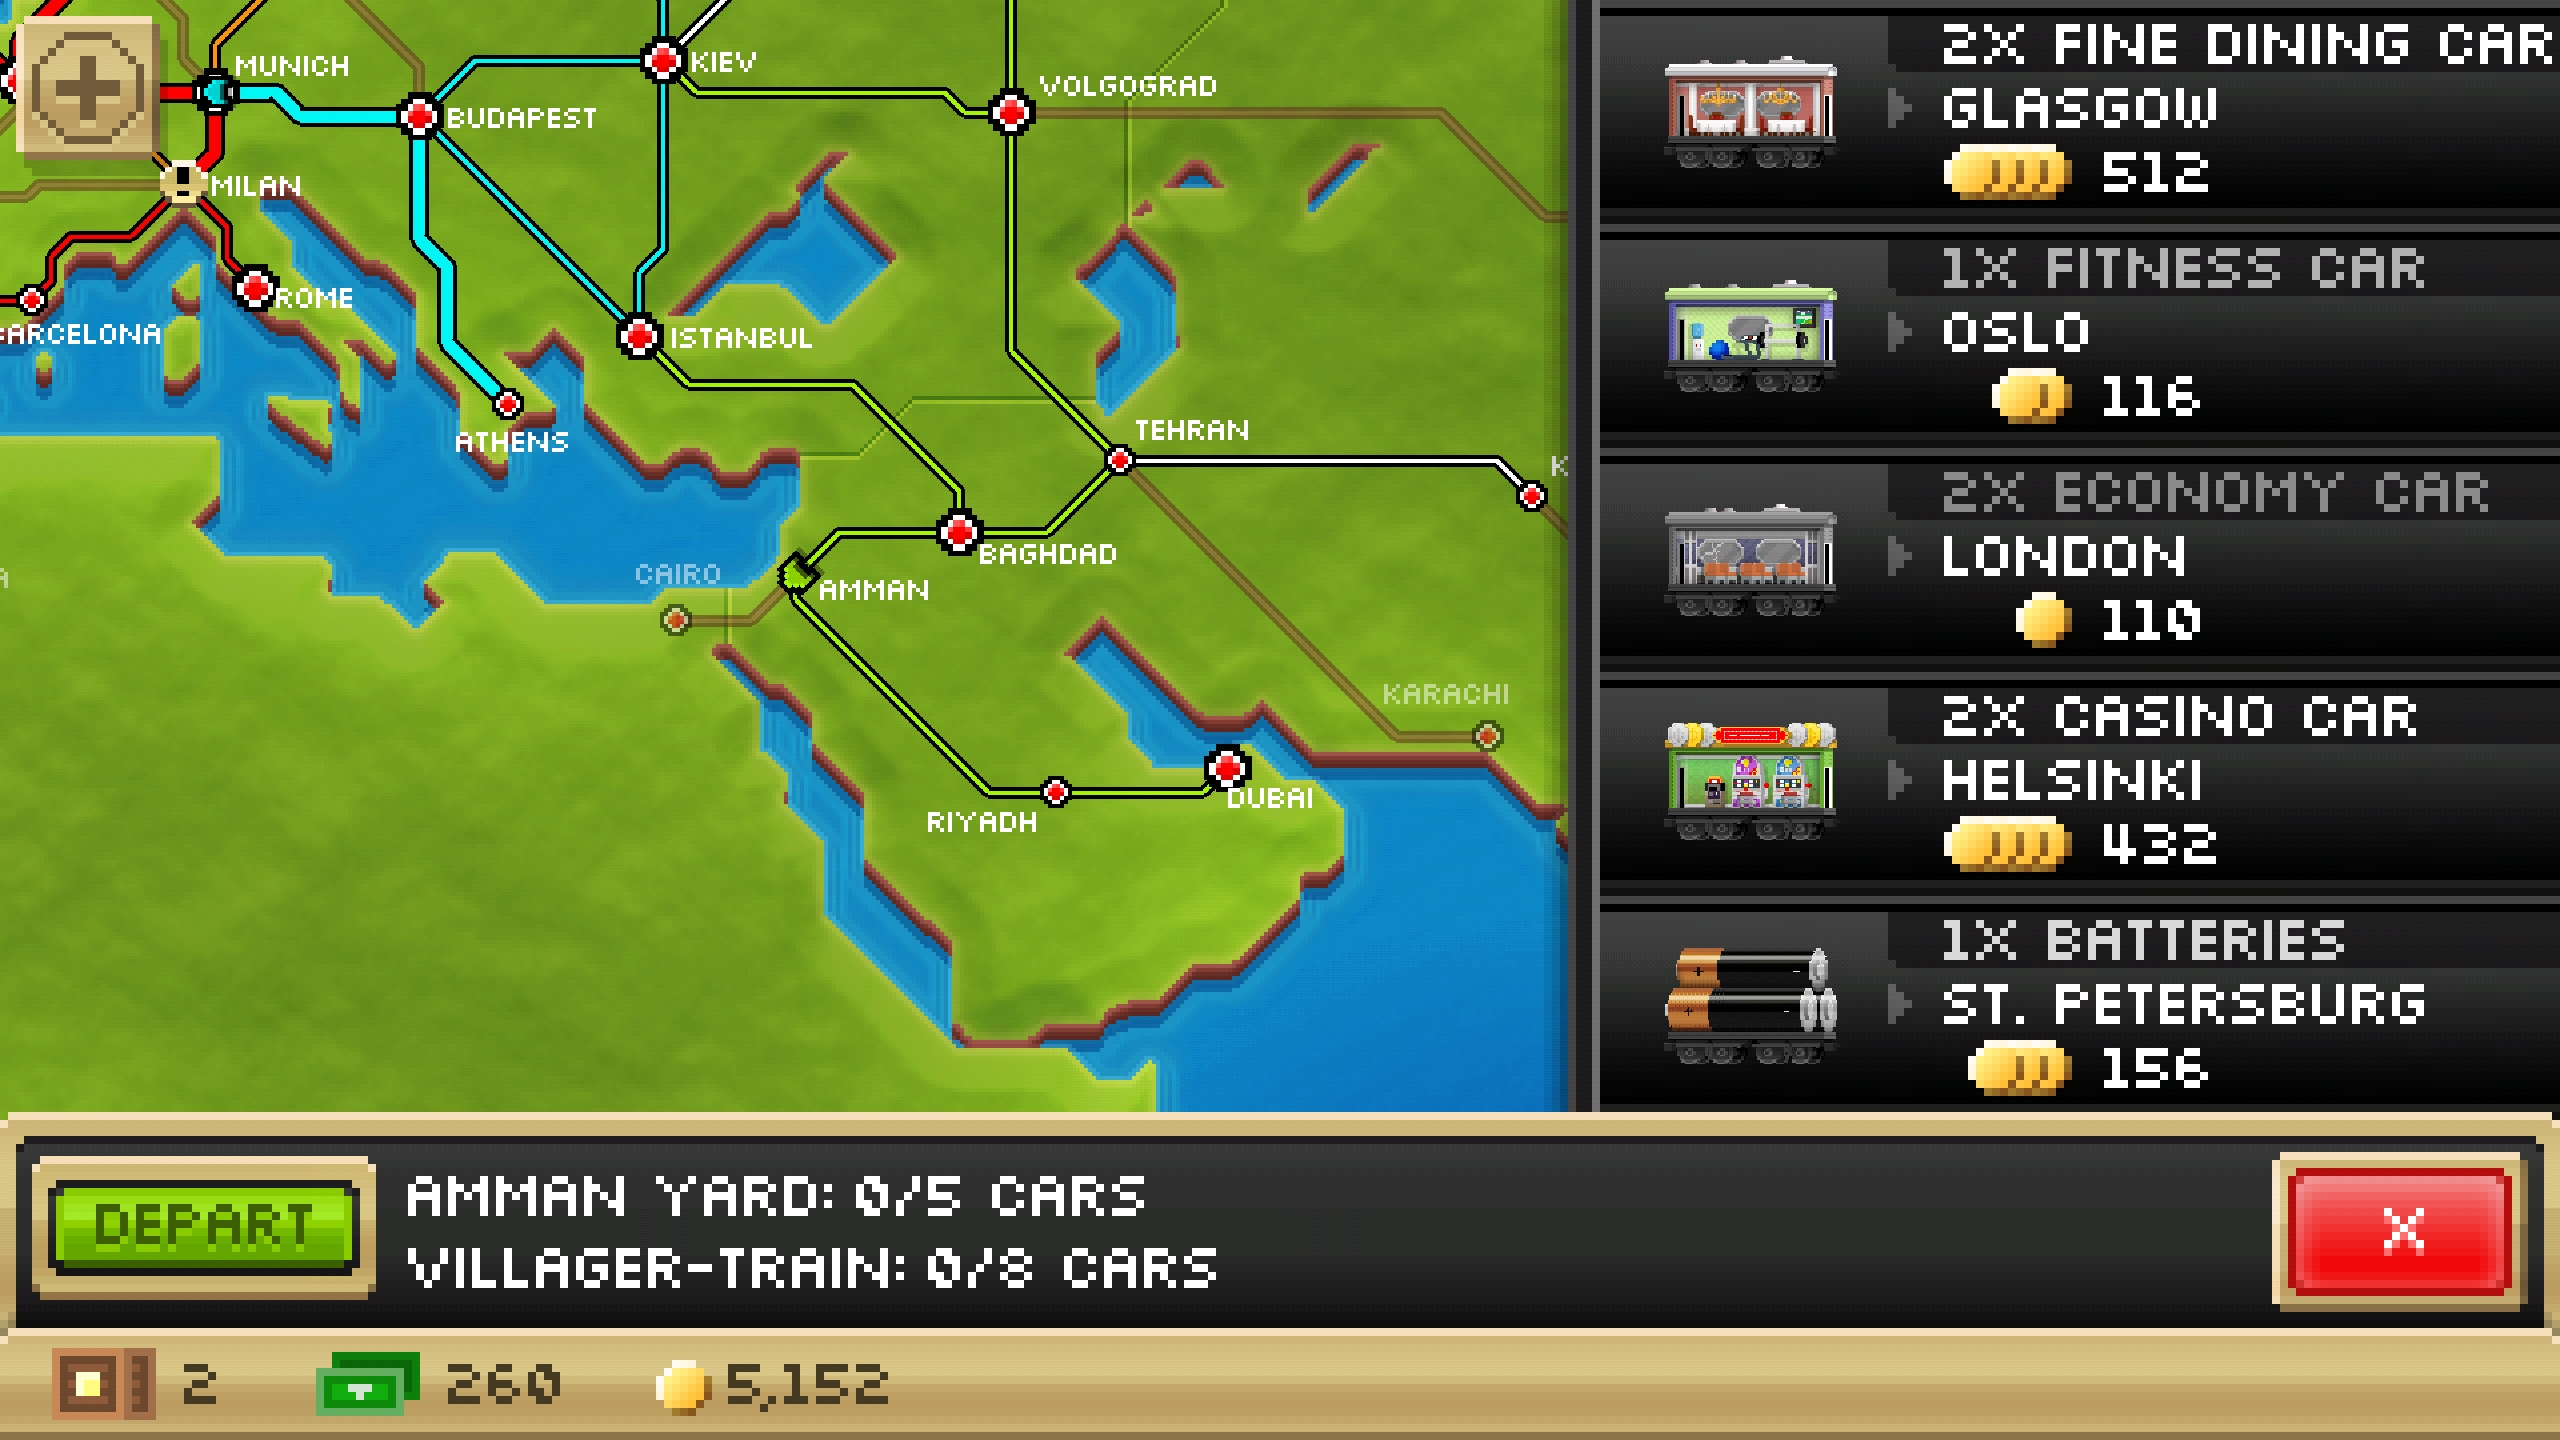 MUNICH
KIEV
VOLGOGRAD
BUDAPEST
MILAN
ROME
ARCELONA
ISTANBUL
ATHENS
TEHRAN
K
BAGHDAD
CAIRO
AMMAN
KARACHI
DUBAI
RIYADH
2X FINE DINING CAR
GLASGOW
512
1X FITNESS CAR
OSLO
116
2X ECONOMY CAR
LONDON
110
2X CASINO CAR
HELSINKI
432
1X BATTERIES
ST. PETERSBURG
156
DEPART
AMMAN YARD: 0/5 CARS
VILLAGER-TRAIN: 0/8 CARS
X
2
260
5,152